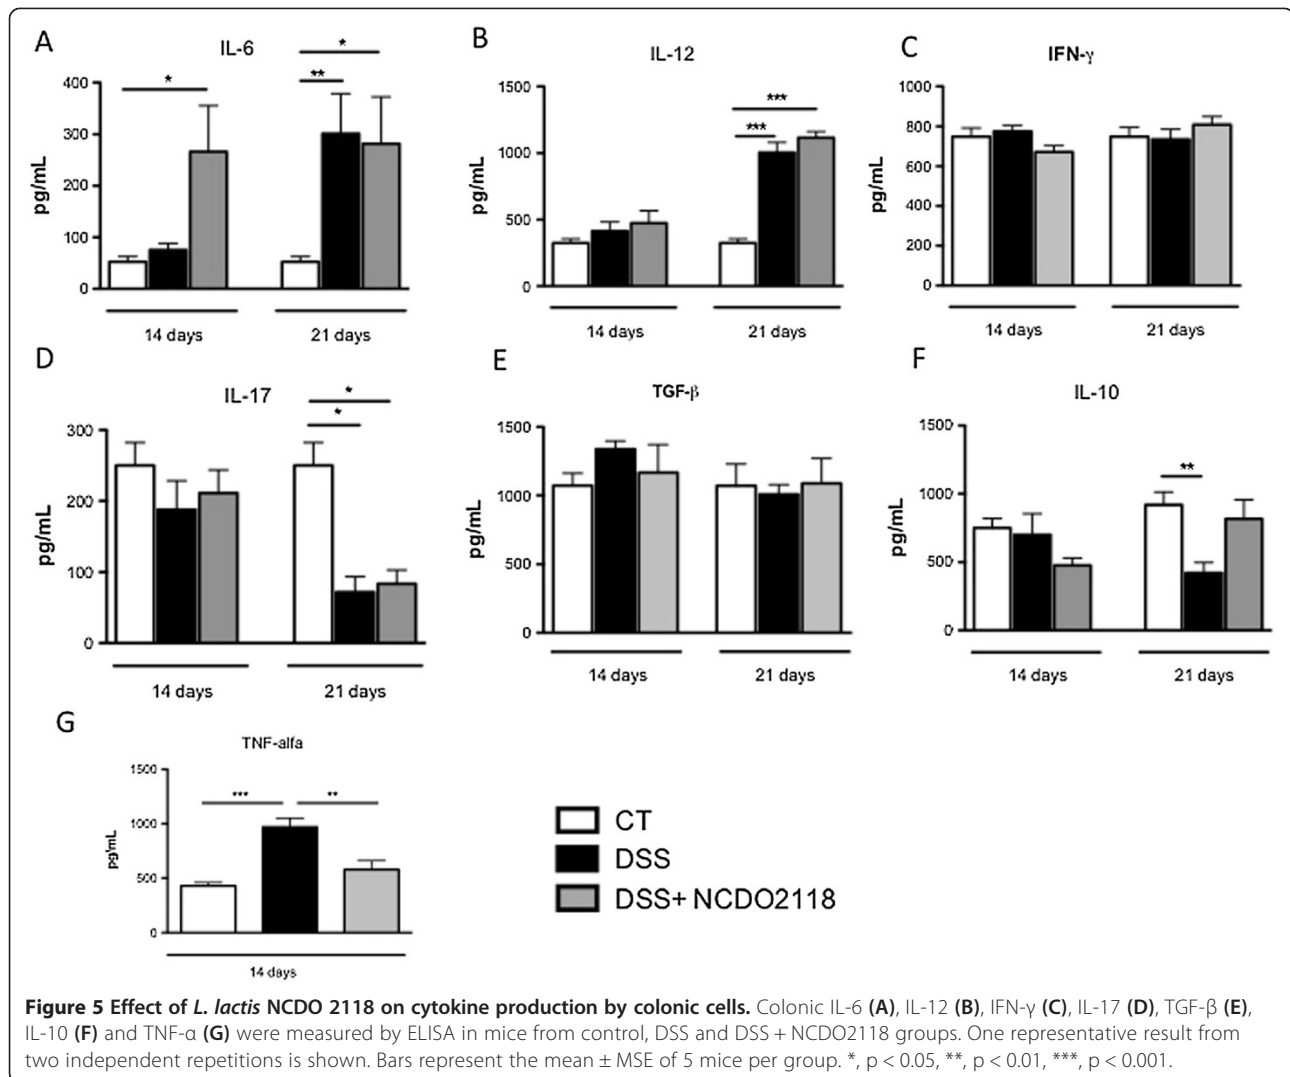 A
IL-6
*
*
**
400
300
200
100
0
pg/mL
14 days
21 days
B
IL-12
***
***
1500
1000
500
0
pg/mL
14 days
21 days
C
IFN-γ
1000
800
600
400
200
0
pg/mL
14 days
21 days
D
IL-17
*
*
300
200
100
0
pg/mL
14 days
21 days
E
TGF-β
1500
1000
500
0
pg/mL
14 days
21 days
F
IL-10
**
1500
1000
500
0
pg/mL
14 days
21 days
G
TNF-alfa
***
**
1500
1000
500
0
pg/mL
14 days
CT
DSS
DSS+ NCDO2118
Figure 5 Effect of L. lactis NCDO 2118 on cytokine production by colonic cells. Colonic IL-6 (A), IL-12 (B), IFN-γ (C), IL-17 (D), TGF-β (E),
IL-10 (F) and TNF-α (G) were measured by ELISA in mice from control, DSS and DSS + NCDO2118 groups. One representative result from
two independent repetitions is shown. Bars represent the mean ± MSE of 5 mice per group. *, p < 0.05, **, p < 0.01, ***, p < 0.001.